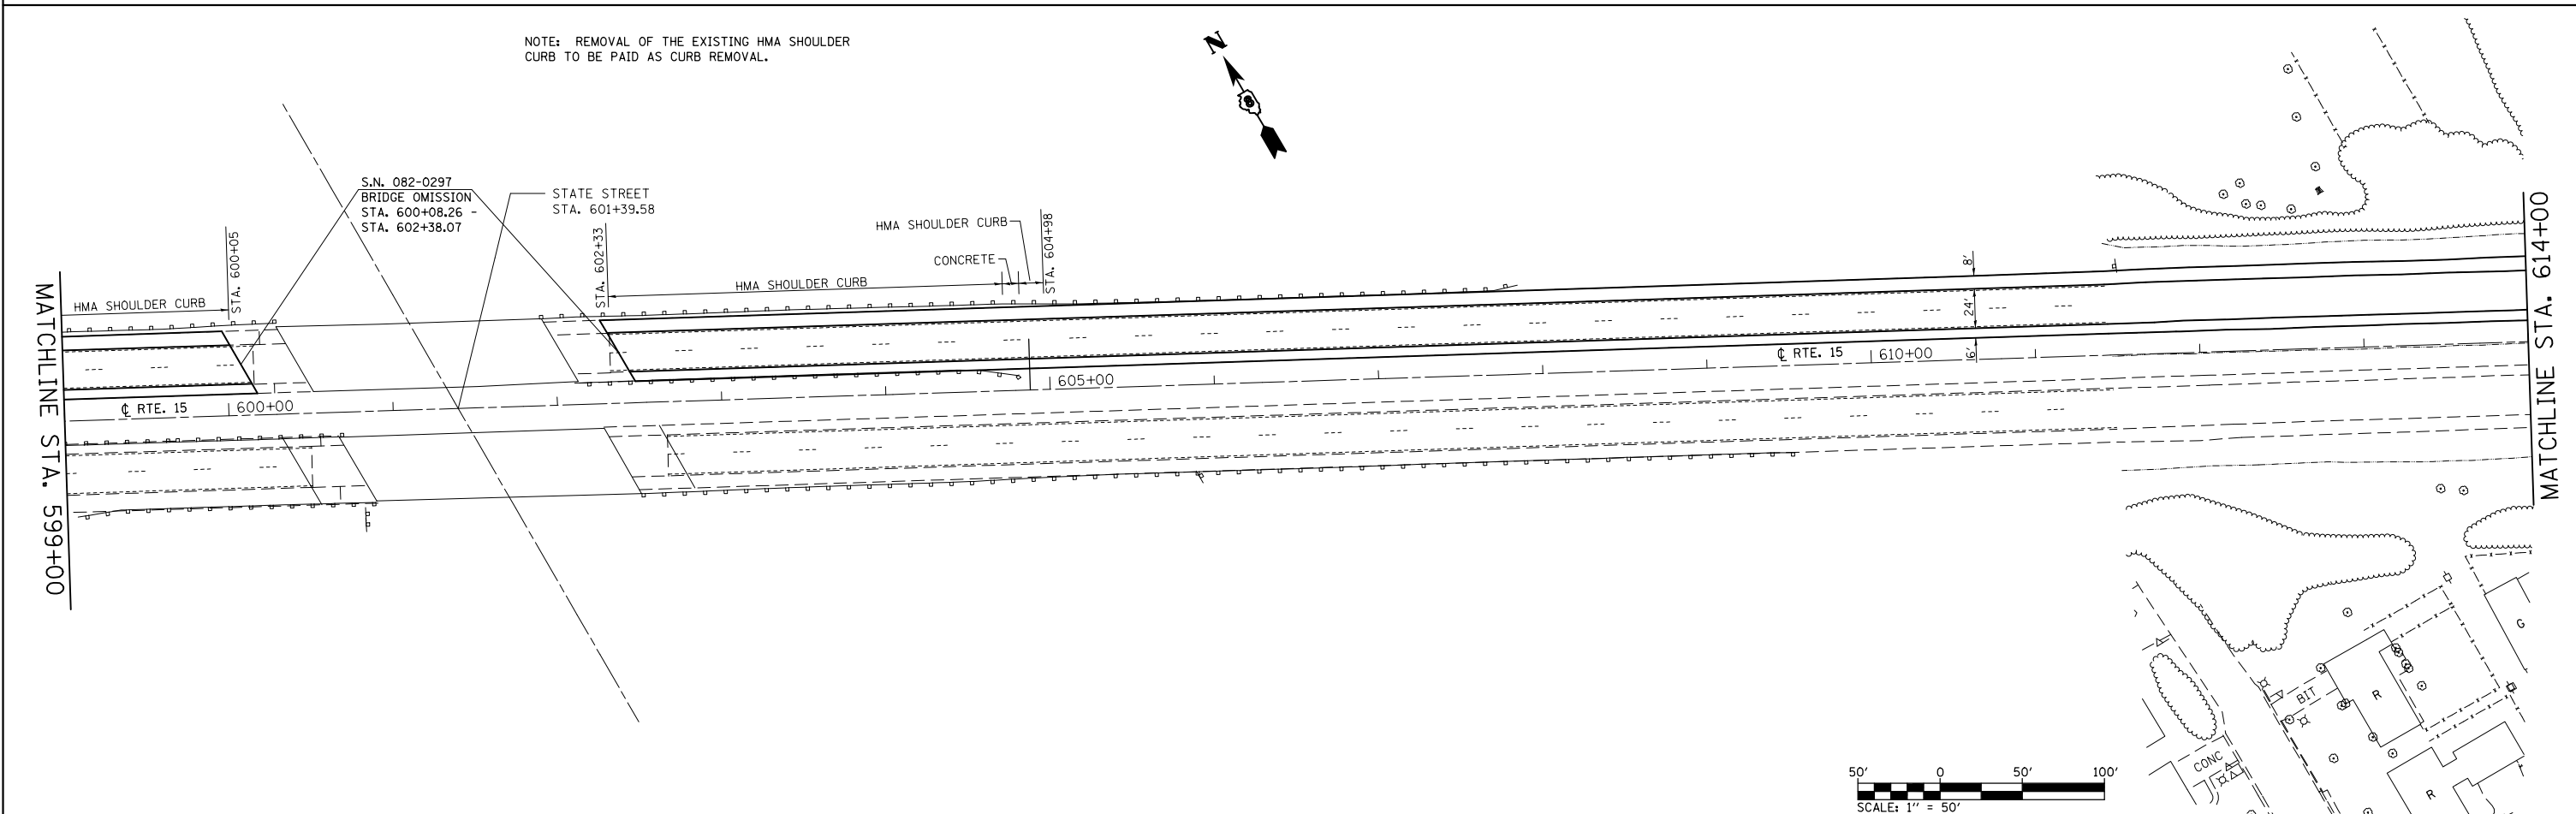 NOTE: REMOVAL OF THE EXISTING HMA SHOULDER
CURB TO BE PAID AS CURB REMOVAL.
N
8
S.N. 082-0297
BRIDGE OMISSION
STA. 600+08.26 -
STA. 602+38.07
STATE STREET
STA. 601+39.58
MATCHLINE STA. 599+00
HMA SHOULDER CURB
STA. 600+05
STA. 602+33
HMA SHOULDER CURB
CONCRETE
HMA SHOULDER CURB
STA. 604+98
8'
24'
6'
MATCHLINE STA. 614+00
℄ RTE. 15
600+00
605+00
℄ RTE. 15
610+00
G
R
BIT
CONC
R
50' 0 50' 100'
SCALE: 1" = 50'